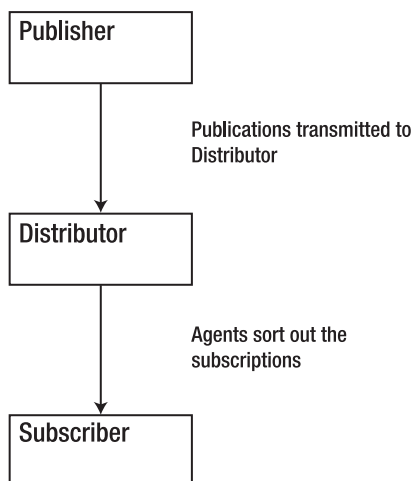 Publisher
Publications transmitted to
Distributor
Distributor
Agents sort out the
subscriptions
Subscriber